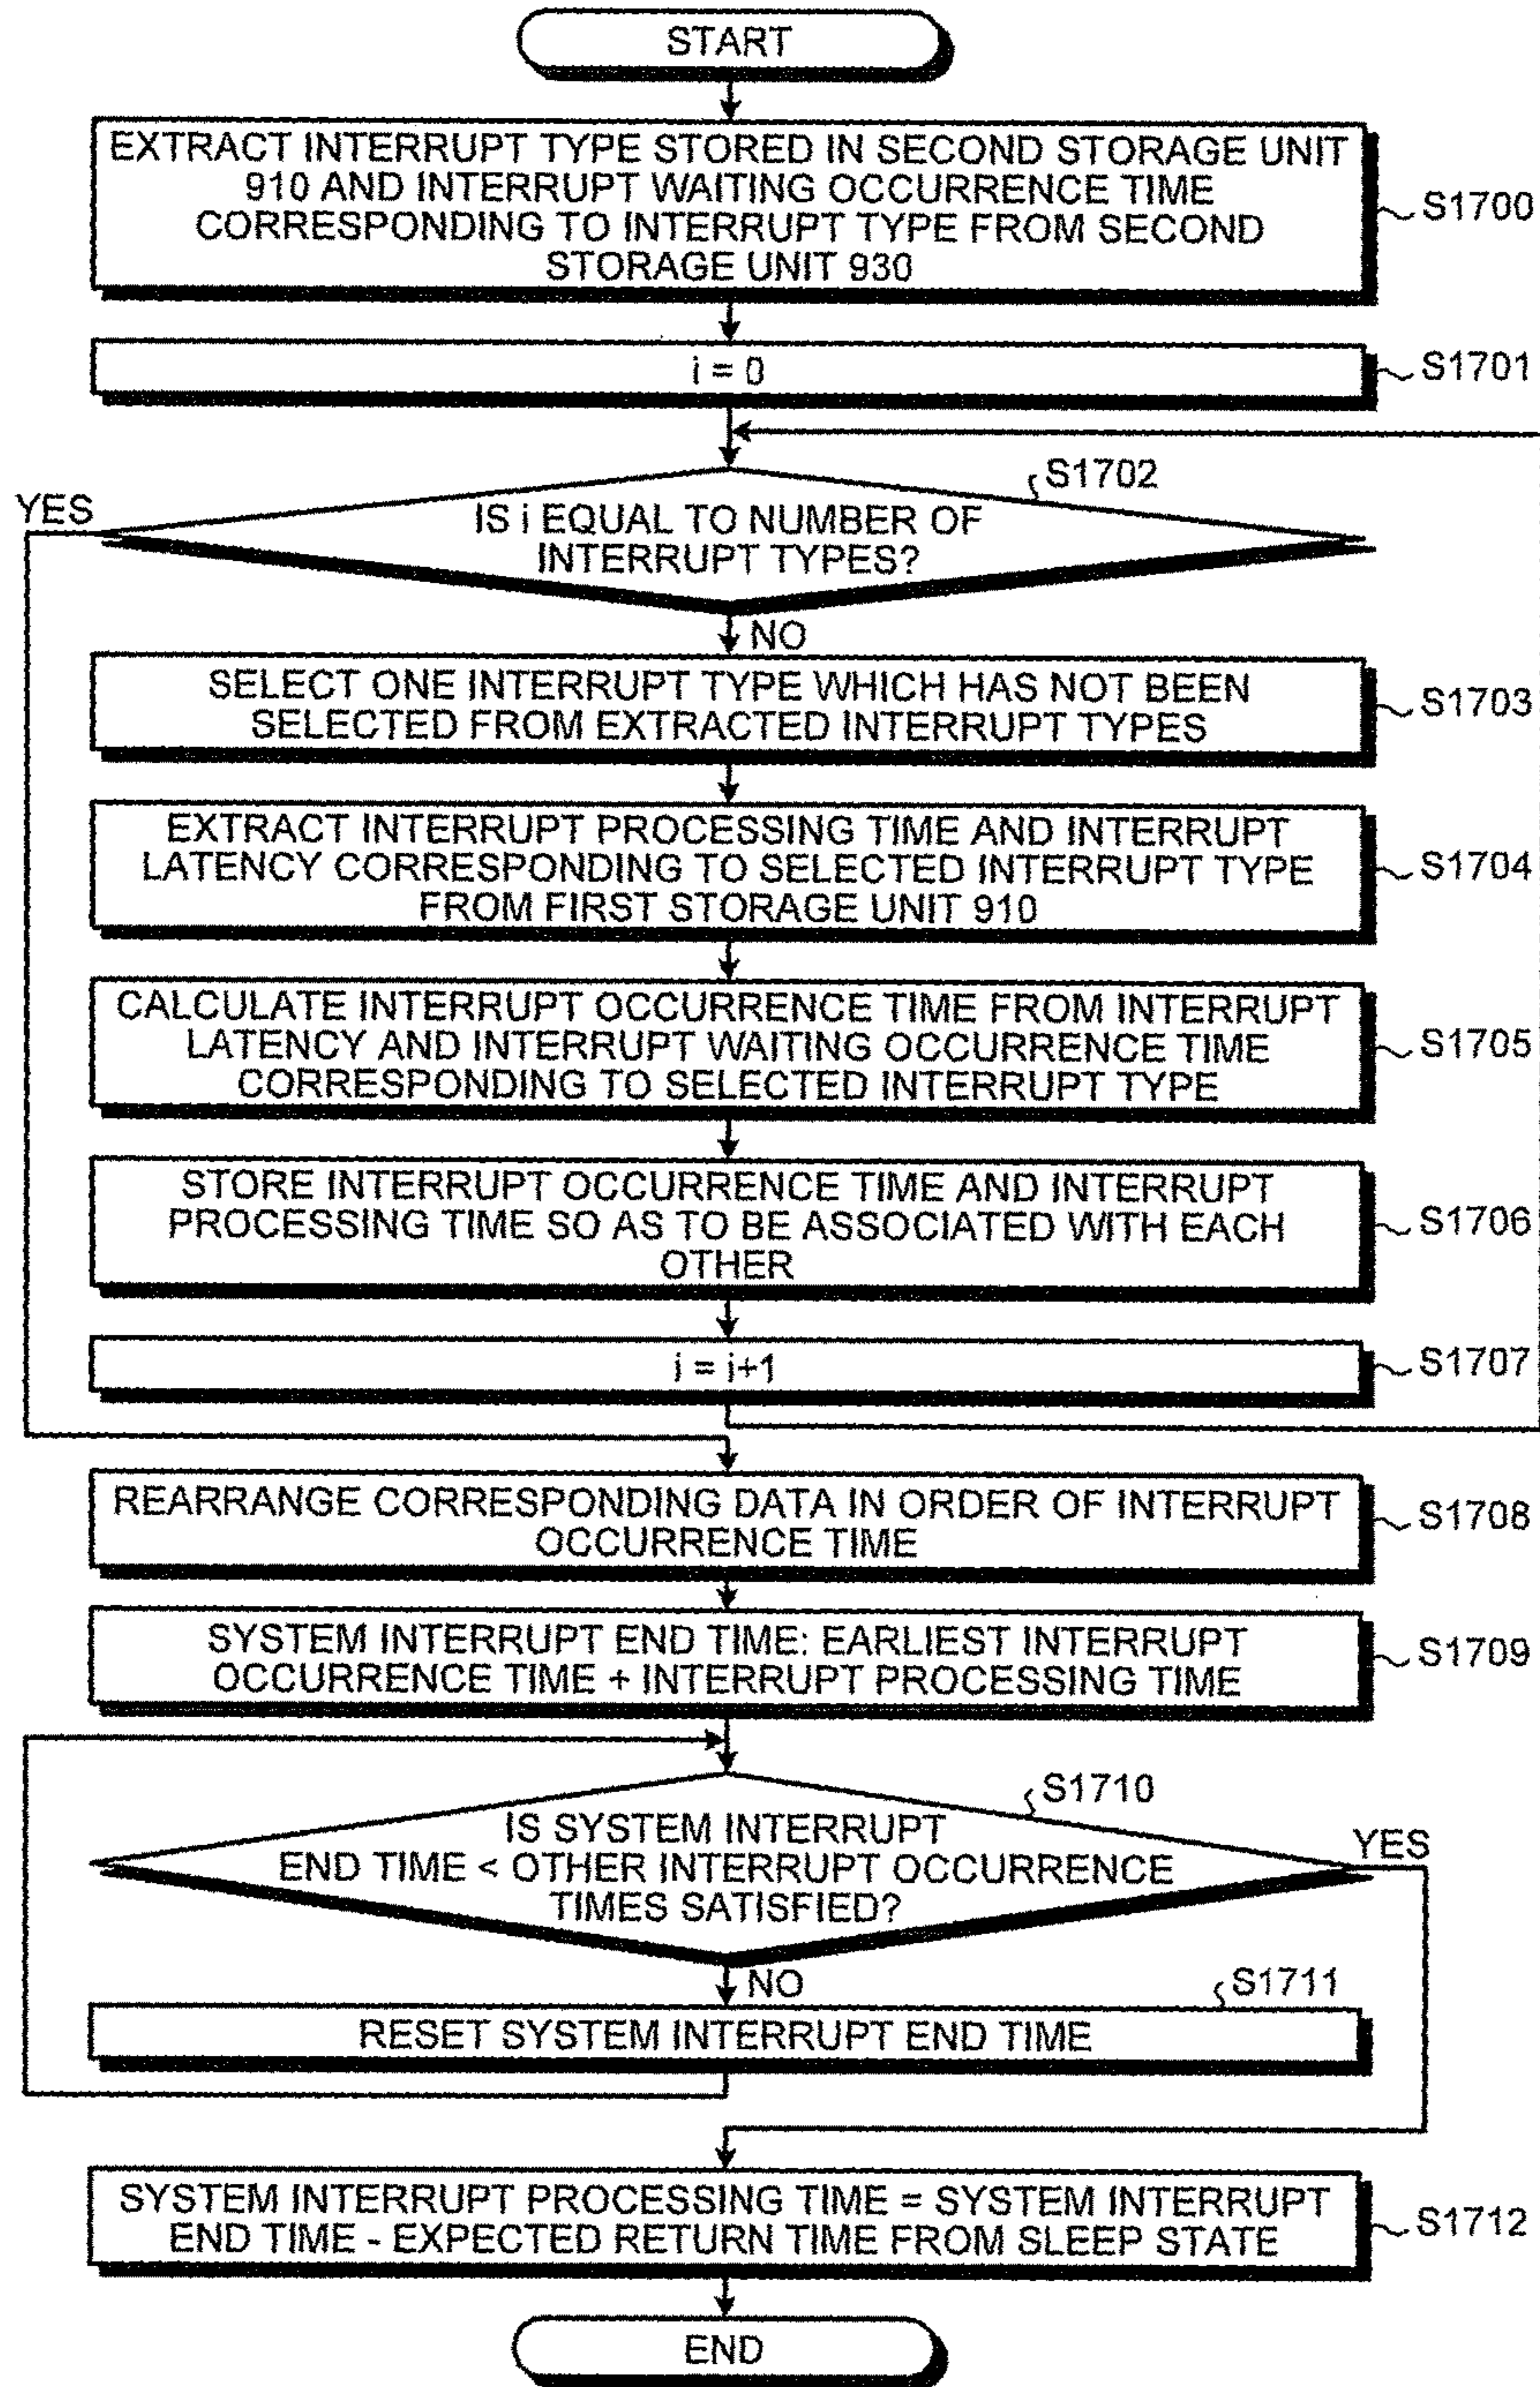 START
EXTRACT INTERRUPT TYPE STORED IN SECOND STORAGE UNIT
910 AND INTERRUPT WAITING OCCURRENCE TIME
CORRESPONDING TO INTERRUPT TYPE FROM SECOND
STORAGE UNIT 930
S1700
i = 0
S1701
S1702
YES
IS i EQUAL TO NUMBER OF
INTERRUPT TYPES?
NO
SELECT ONE INTERRUPT TYPE WHICH HAS NOT BEEN
SELECTED FROM EXTRACTED INTERRUPT TYPES
S1703
EXTRACT INTERRUPT PROCESSING TIME AND INTERRUPT
LATENCY CORRESPONDING TO SELECTED INTERRUPT TYPE
FROM FIRST STORAGE UNIT 910
S1704
CALCULATE INTERRUPT OCCURRENCE TIME FROM INTERRUPT
LATENCY AND INTERRUPT WAITING OCCURRENCE TIME
CORRESPONDING TO SELECTED INTERRUPT TYPE
S1705
STORE INTERRUPT OCCURRENCE TIME AND INTERRUPT
PROCESSING TIME SO AS TO BE ASSOCIATED WITH EACH
OTHER
S1706
i = i+1
S1707
REARRANGE CORRESPONDING DATA IN ORDER OF INTERRUPT
OCCURRENCE TIME
S1708
SYSTEM INTERRUPT END TIME: EARLIEST INTERRUPT
OCCURRENCE TIME + INTERRUPT PROCESSING TIME
S1709
S1710
IS SYSTEM INTERRUPT
END TIME < OTHER INTERRUPT OCCURRENCE
TIMES SATISFIED?
YES
NO
S1711
RESET SYSTEM INTERRUPT END TIME
SYSTEM INTERRUPT PROCESSING TIME = SYSTEM INTERRUPT
END TIME - EXPECTED RETURN TIME FROM SLEEP STATE
S1712
END